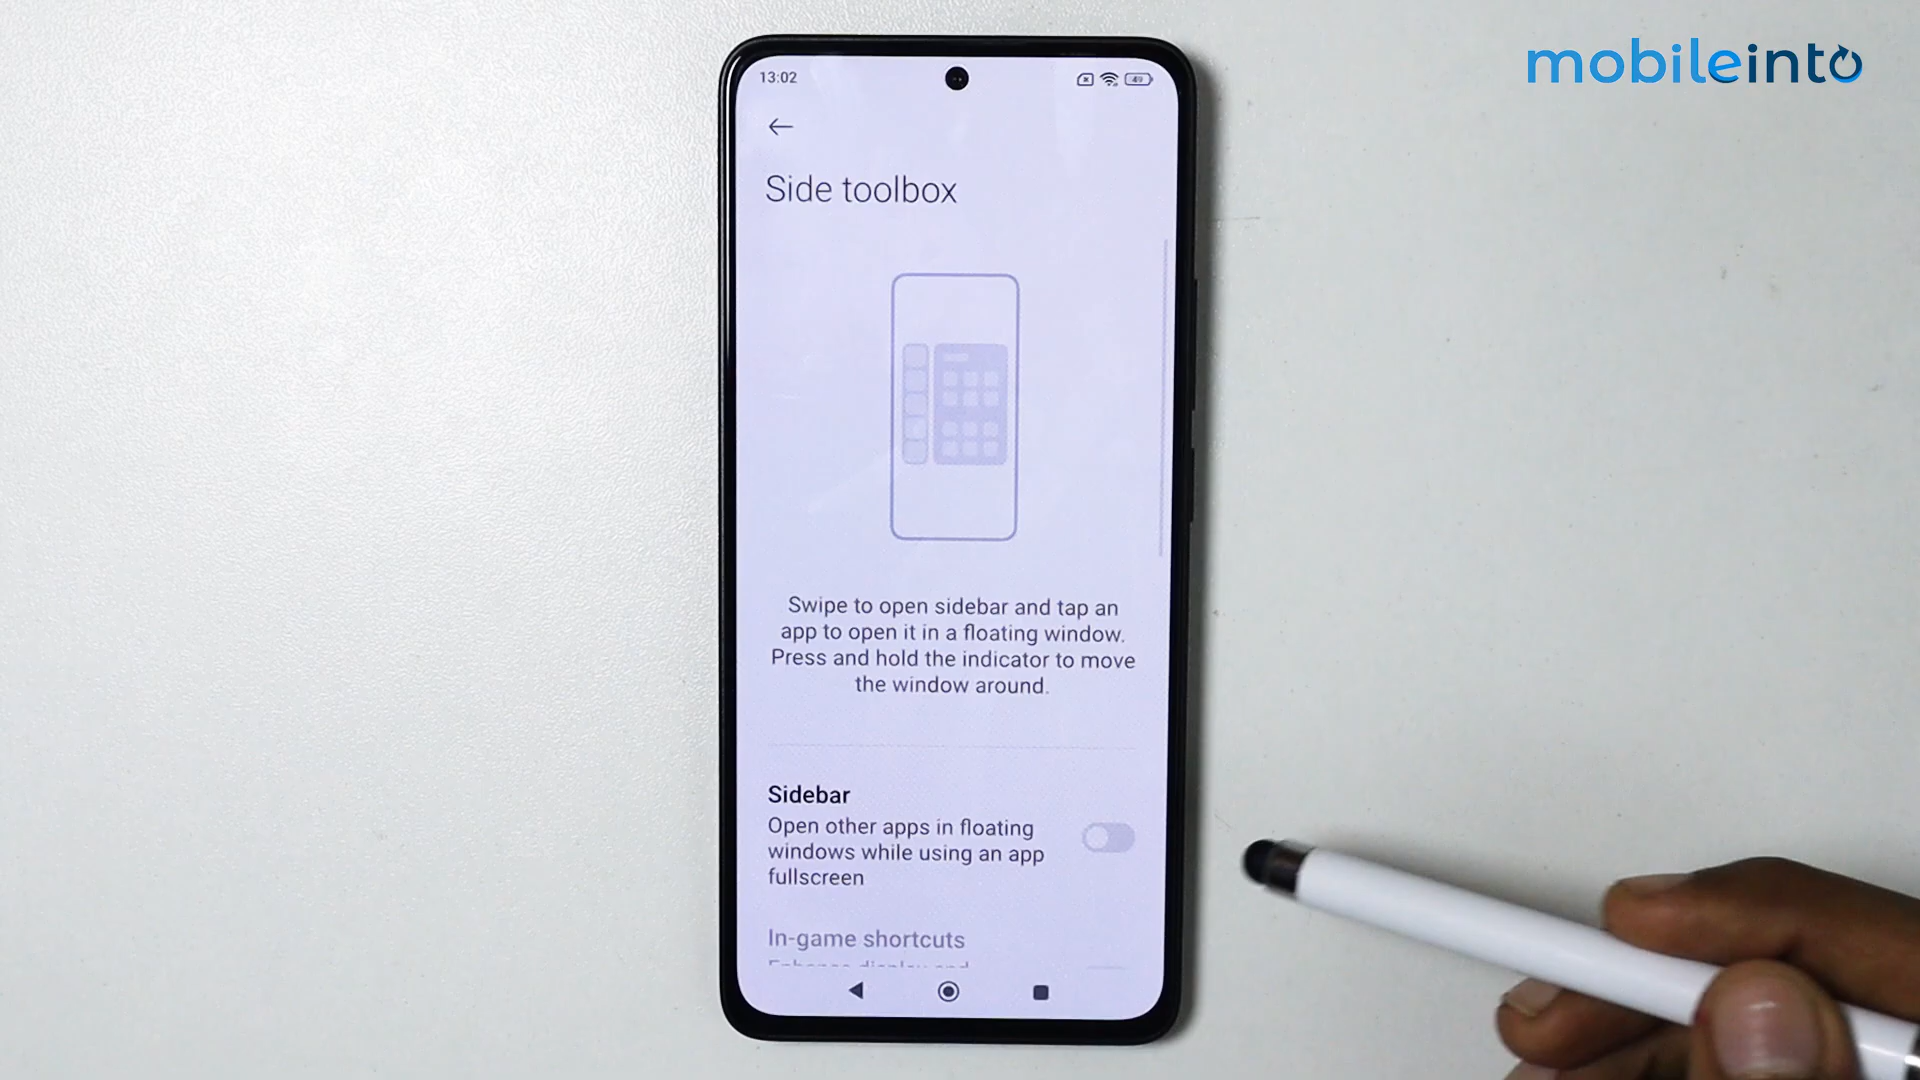 mobileinto
13:02
49
Side toolbox
Swipe to open sidebar and tap an
app to open it in a floating window.
Press and hold the indicator to move
the window around.
Sidebar
Open other apps in floating
windows while using an app
fullscreen
In-game shortcuts